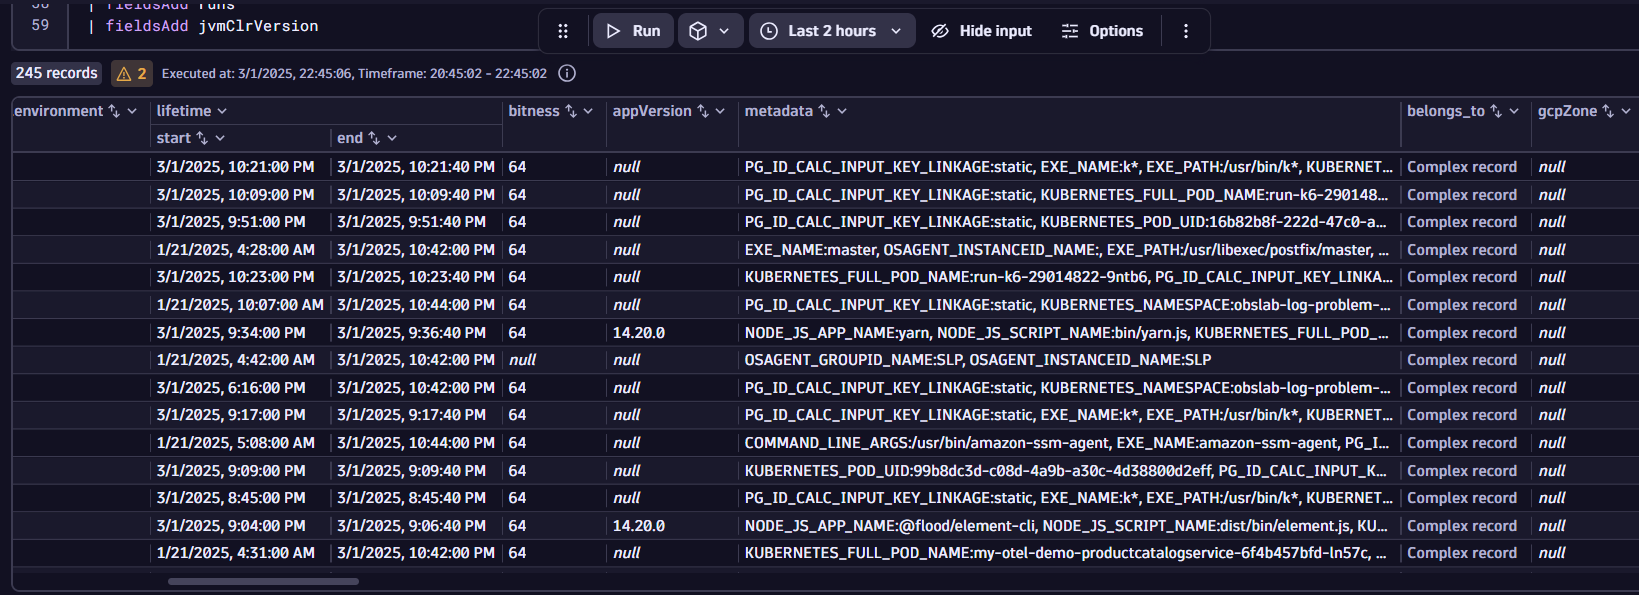 58 | fieldsAdd runs
59 | fieldsAdd jvmClrVersion
Run Last 2 hours Hide input Options
245 records 2 Executed at: 3/1/2025, 22:45:06, Timeframe: 20:45:02 - 22:45:02
environment lifetime bitness appVersion metadata belongs_to gcpZone
start end
3/1/2025, 10:21:00 PM 3/1/2025, 10:21:40 PM 64 null PG_ID_CALC_INPUT_KEY_LINKAGE:static, EXE_NAME:k*, EXE_PATH:/usr/bin/k*, KUBERNET... Complex record null
3/1/2025, 10:09:00 PM 3/1/2025, 10:09:40 PM 64 null PG_ID_CALC_INPUT_KEY_LINKAGE:static, KUBERNETES_FULL_POD_NAME:run-k6-290148... Complex record null
3/1/2025, 9:51:00 PM 3/1/2025, 9:51:40 PM 64 null PG_ID_CALC_INPUT_KEY_LINKAGE:static, KUBERNETES_POD_UID:16b82b8f-222d-47c0-a... Complex record null
1/21/2025, 4:28:00 AM 3/1/2025, 10:42:00 PM 64 null EXE_NAME:master, OSAGENT_INSTANCEID_NAME:, EXE_PATH:/usr/libexec/postfix/master, ... Complex record null
3/1/2025, 10:23:00 PM 3/1/2025, 10:23:40 PM 64 null KUBERNETES_FULL_POD_NAME:run-k6-29014822-9ntb6, PG_ID_CALC_INPUT_KEY_LINKA... Complex record null
1/21/2025, 10:07:00 AM 3/1/2025, 10:44:00 PM 64 null PG_ID_CALC_INPUT_KEY_LINKAGE:static, KUBERNETES_NAMESPACE:obslab-log-problem-... Complex record null
3/1/2025, 9:34:00 PM 3/1/2025, 9:36:40 PM 64 14.20.0 NODE_JS_APP_NAME:yarn, NODE_JS_SCRIPT_NAME:bin/yarn.js, KUBERNETES_FULL_POD_... Complex record null
1/21/2025, 4:42:00 AM 3/1/2025, 10:42:00 PM null null OSAGENT_GROUPID_NAME:SLP, OSAGENT_INSTANCEID_NAME:SLP Complex record null
3/1/2025, 6:16:00 PM 3/1/2025, 10:42:00 PM 64 null PG_ID_CALC_INPUT_KEY_LINKAGE:static, KUBERNETES_NAMESPACE:obslab-log-problem-... Complex record null
3/1/2025, 9:17:00 PM 3/1/2025, 9:17:40 PM 64 null PG_ID_CALC_INPUT_KEY_LINKAGE:static, EXE_NAME:k*, EXE_PATH:/usr/bin/k*, KUBERNET... Complex record null
1/21/2025, 5:08:00 AM 3/1/2025, 10:44:00 PM 64 null COMMAND_LINE_ARGS:/usr/bin/amazon-ssm-agent, EXE_NAME:amazon-ssm-agent, PG_I... Complex record null
3/1/2025, 9:09:00 PM 3/1/2025, 9:09:40 PM 64 null KUBERNETES_POD_UID:99b8dc3d-c08d-4a9b-a30c-4d38800d2eff, PG_ID_CALC_INPUT_K... Complex record null
3/1/2025, 8:45:00 PM 3/1/2025, 8:45:40 PM 64 null PG_ID_CALC_INPUT_KEY_LINKAGE:static, EXE_NAME:k*, EXE_PATH:/usr/bin/k*, KUBERNET... Complex record null
3/1/2025, 9:04:00 PM 3/1/2025, 9:06:40 PM 64 14.20.0 NODE_JS_APP_NAME:@flood/element-cli, NODE_JS_SCRIPT_NAME:dist/bin/element.js, KU... Complex record null
1/21/2025, 4:31:00 AM 3/1/2025, 10:42:00 PM 64 null KUBERNETES_FULL_POD_NAME:my-otel-demo-productcatalogservice-6f4b457bfd-ln57c, ... Complex record null